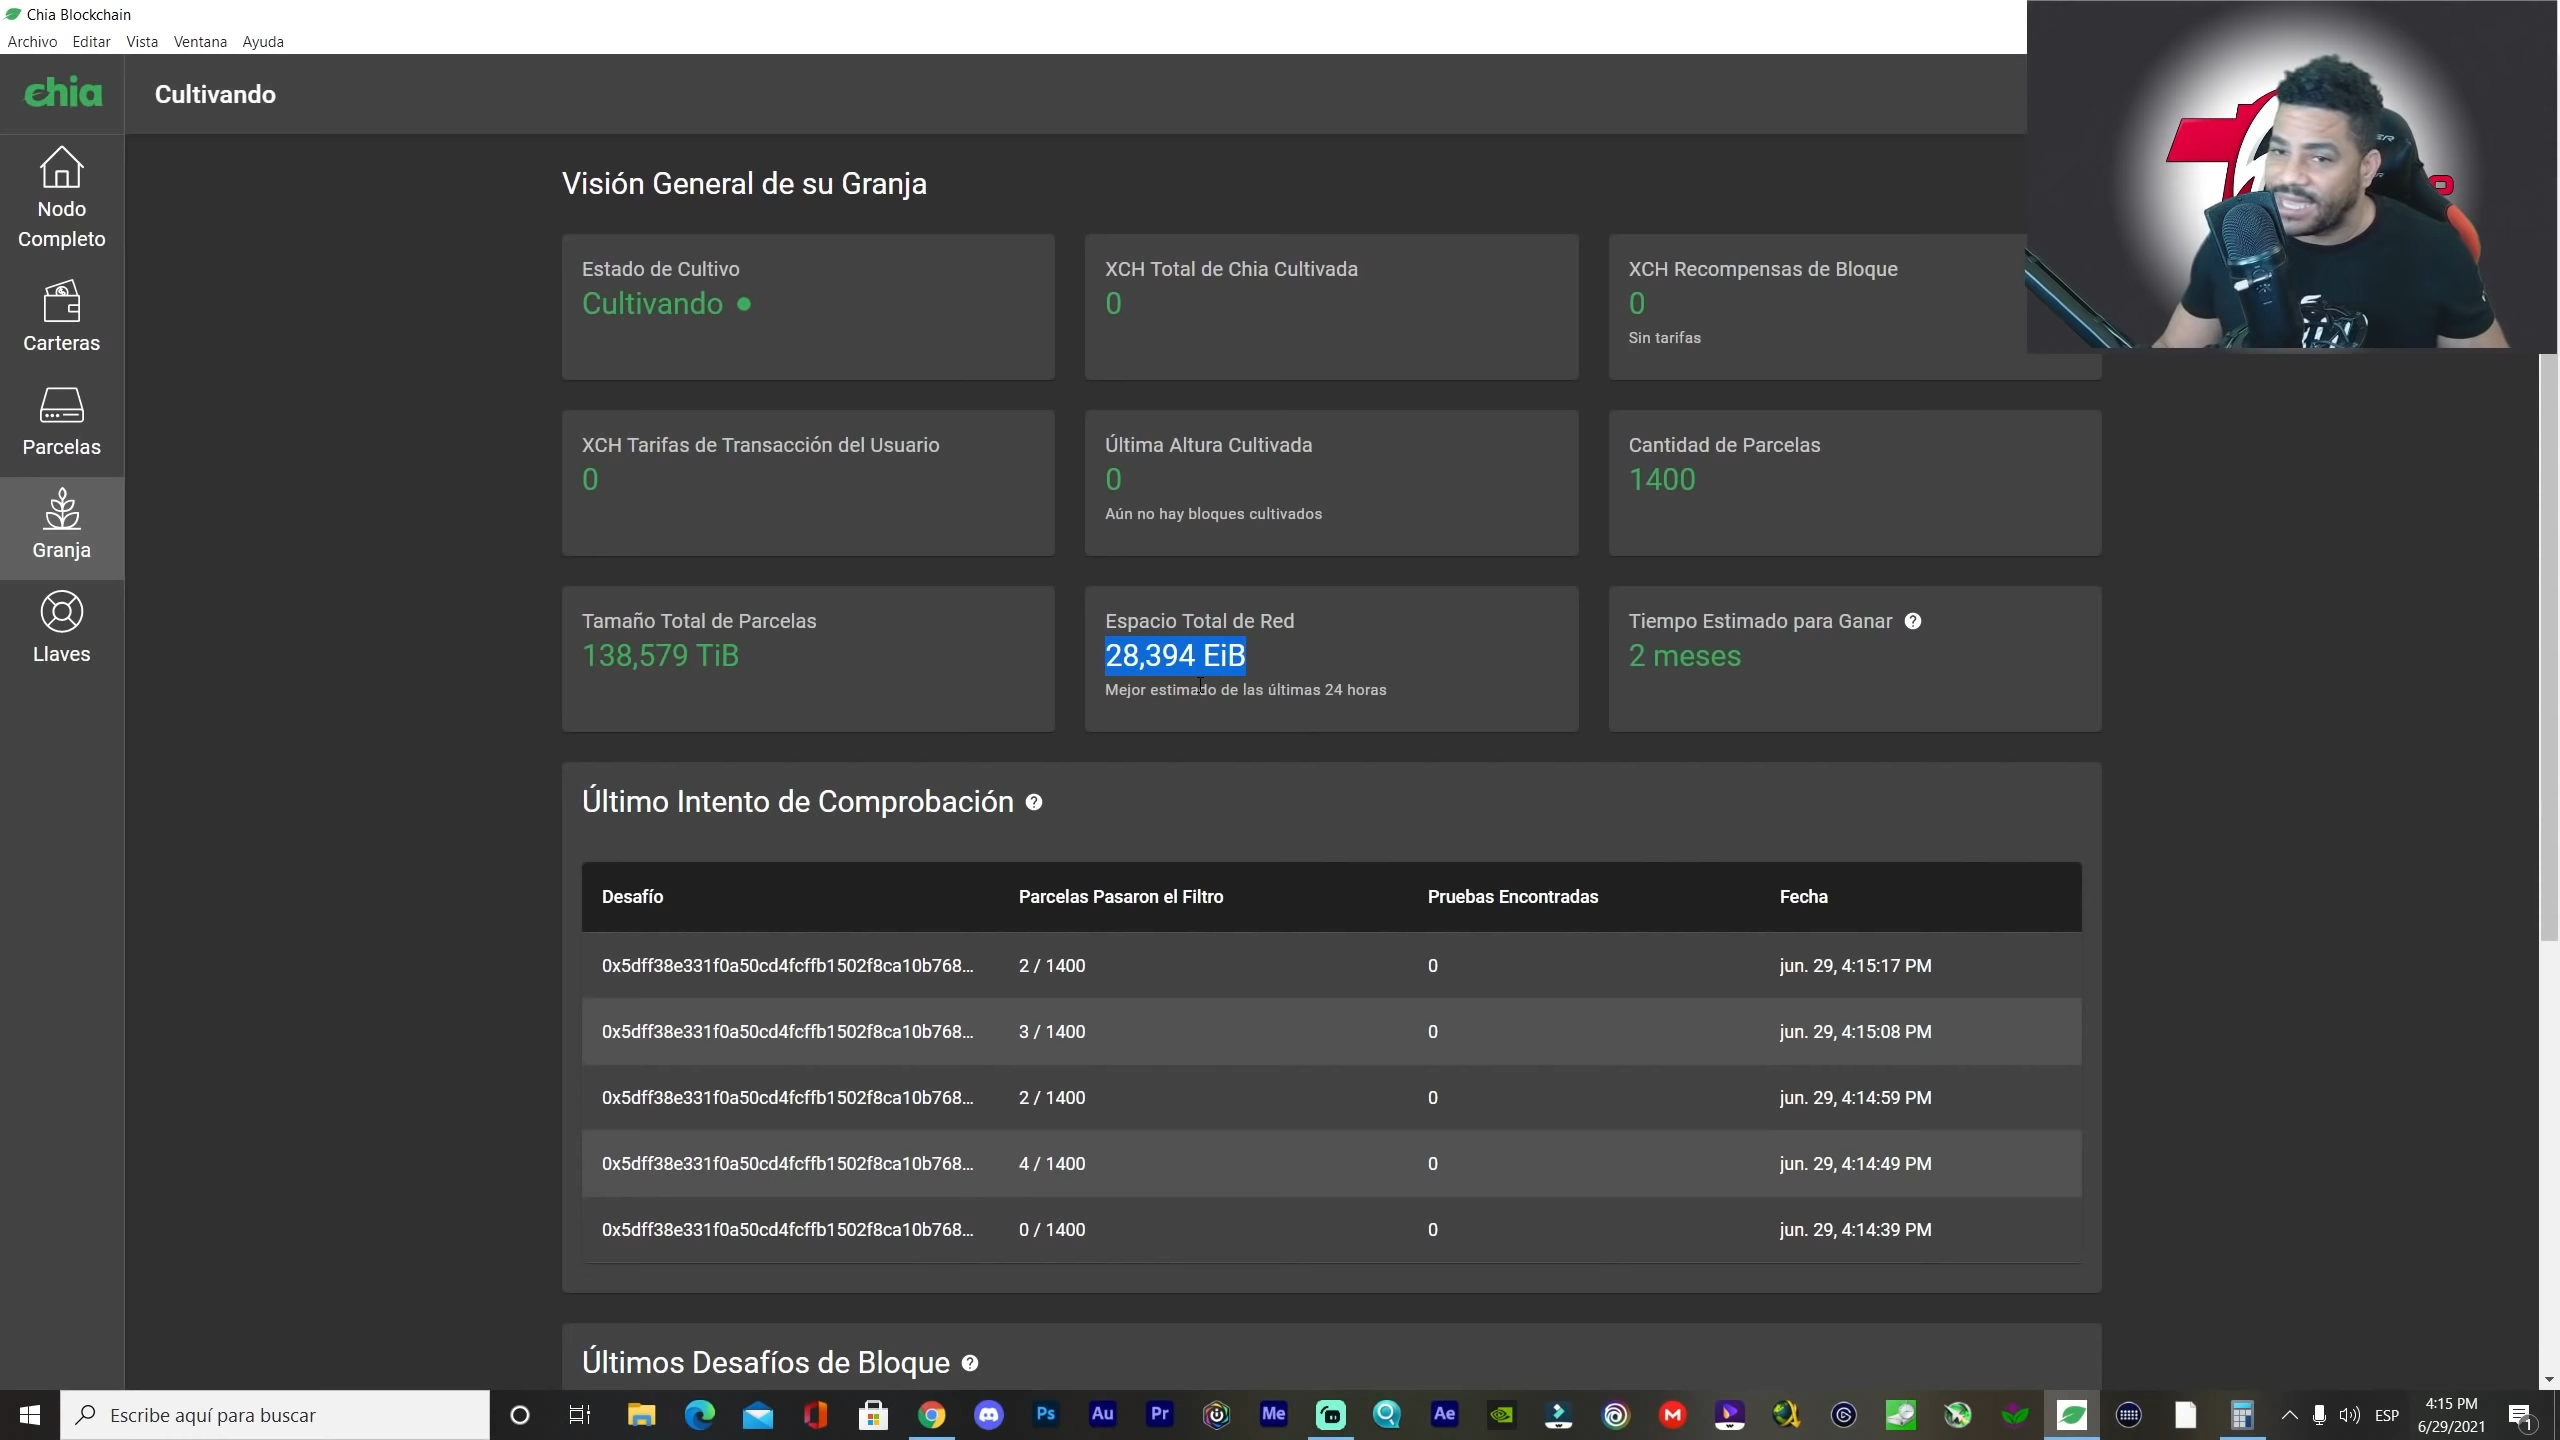 Chia Blockchain
Archivo Editar Vista Ventana Ayuda
chia
Cultivando
Nodo
Completo
Carteras
Parcelas
Granja
Llaves
Visión General de su Granja
Estado de Cultivo
Cultivando
XCH Total de Chia Cultivada
0
XCH Recompensas de Bloque
0
Sin tarifas
XCH Tarifas de Transacción del Usuario
0
Última Altura Cultivada
0
Aún no hay bloques cultivados
Cantidad de Parcelas
1400
Tamaño Total de Parcelas
138,579 TiB
Espacio Total de Red
28,394 EiB
Mejor estimado de las últimas 24 horas
Tiempo Estimado para Ganar ?
2 meses
Último Intento de Comprobación ?
Desafío Parcelas Pasaron el Filtro Pruebas Encontradas Fecha
0x5dff38e331f0a50cd4fcffb1502f8ca10b768... 2 / 1400 0 jun. 29, 4:15:17 PM
0x5dff38e331f0a50cd4fcffb1502f8ca10b768... 3 / 1400 0 jun. 29, 4:15:08 PM
0x5dff38e331f0a50cd4fcffb1502f8ca10b768... 2 / 1400 0 jun. 29, 4:14:59 PM
0x5dff38e331f0a50cd4fcffb1502f8ca10b768... 4 / 1400 0 jun. 29, 4:14:49 PM
0x5dff38e331f0a50cd4fcffb1502f8ca10b768... 0 / 1400 0 jun. 29, 4:14:39 PM
Últimos Desafíos de Bloque ?
Escribe aquí para buscar
Ps Au Pr Me Ae
ESP
4:15 PM
6/29/2021
1